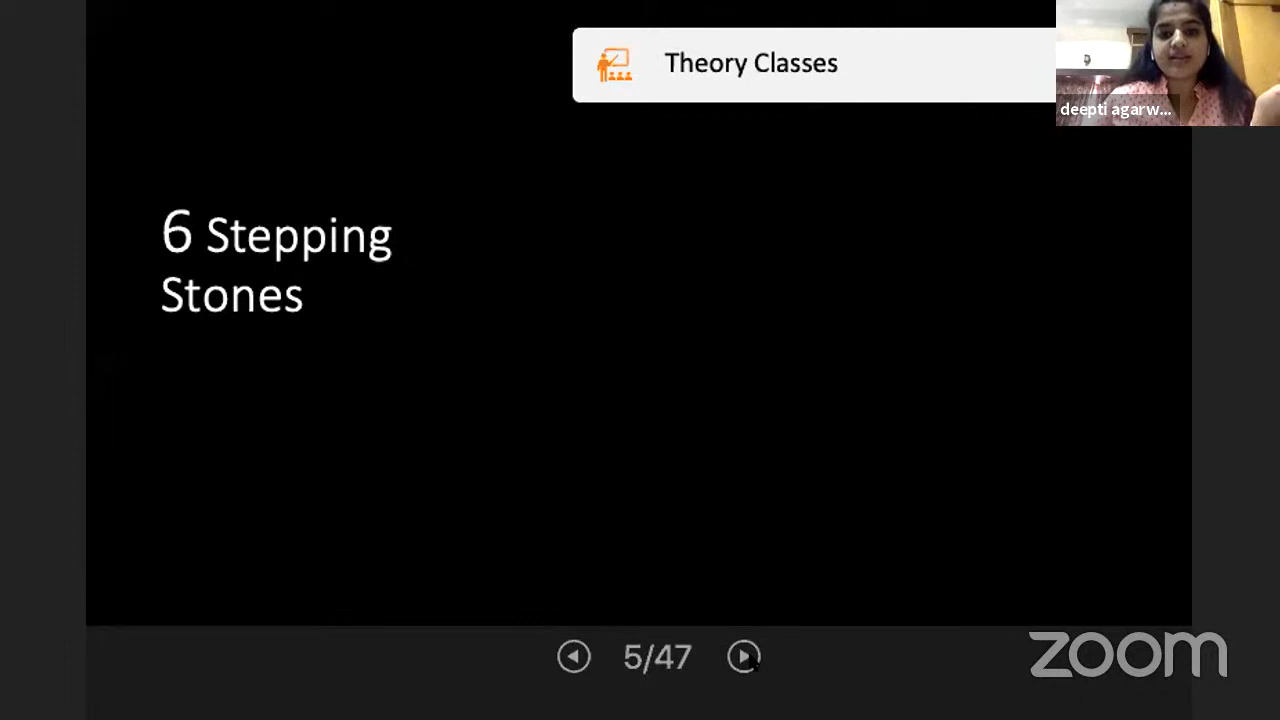 Theory Classes
deepti agarw...
6 Stepping
Stones
5/47
zoom